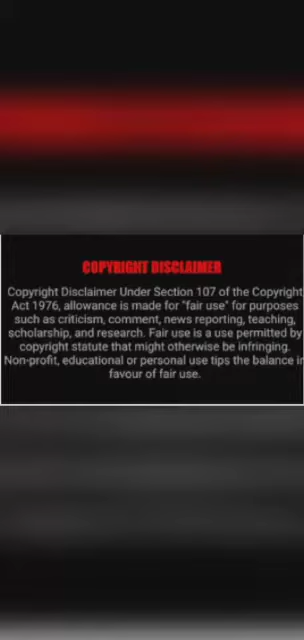 COPYRIGHT DISCLAIMER
Copyright Disclaimer Under Section 107 of the Copyright
Act 1976, allowance is made for "fair use" for purposes
such as criticism, comment, news reporting, teaching,
scholarship, and research. Fair use is a use permitted by
copyright statute that might otherwise be infringing.
Non-profit, educational or personal use tips the balance in
favour of fair use.